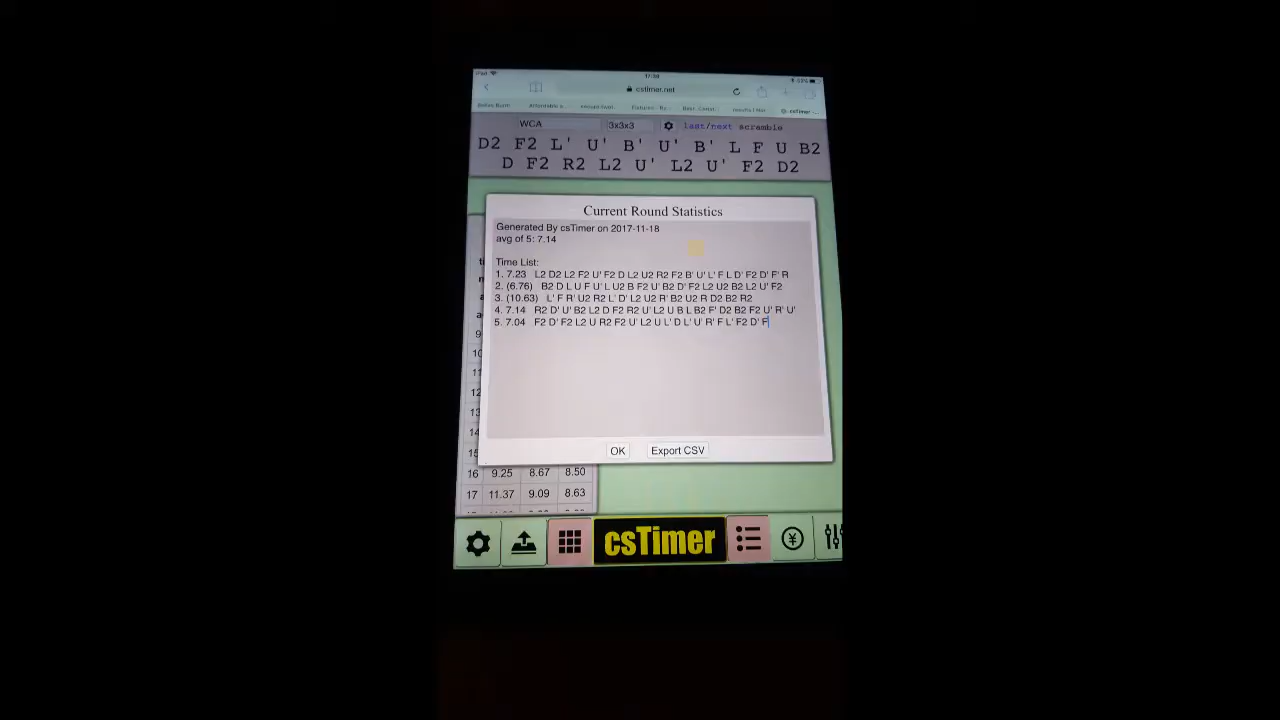 iPad
17:58
cstimer.net
WCA 3x3x3 last/next scramble
D2 F2 L' U' B' U' B' L F U B2
D F2 R2 L2 U' L2 U' F2 D2
Current Round Statistics
Generated By csTimer on 2017-11-18
avg of 5: 7.14
Time List:
1. 7.23 L2 D2 L2 F2 U' F2 D L2 U2 R2 F2 B' U' L' F L D' F2 D' F' R
2. (6.76) B2 D L U F U' L U2 B F2 U' B2 D' F2 L2 U2 B2 L2 U' F2
3. (10.63) L' F R' U2 R2 L' D' L2 U2 R' B2 U2 R D2 B2 R2
4. 7.14 R2 D' U' B2 L2 D F2 R2 U' L2 U B L B2 F' D2 B2 F2 U' R' U'
5. 7.04 F2 D' F2 L2 U R2 F2 U' L2 U L' D L' U' R' F L' F2 D' F
OK Export CSV
16 9.25 8.67 8.50
17 11.37 9.09 8.63
csTimer